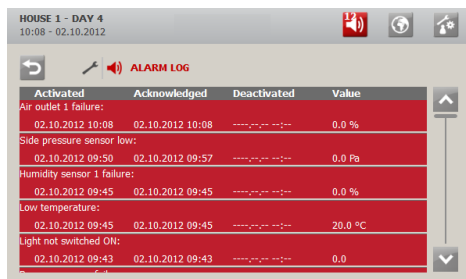 HOUSE 1 - DAY 4
10:08 - 02.10.2012
12
ALARM LOG
Activated Acknowledged Deactivated Value
Air outlet 1 failure:
02.10.2012 10:08 02.10.2012 10:08 --.--.-- --:-- 0.0 %
Side pressure sensor low:
02.10.2012 09:50 02.10.2012 09:57 --.--.-- --:-- 0.0 Pa
Humidity sensor 1 failure:
02.10.2012 09:45 02.10.2012 09:45 --.--.-- --:-- 0.0 %
Low temperature:
02.10.2012 09:45 02.10.2012 09:45 --.--.-- --:-- 20.0 °C
Light not switched ON:
02.10.2012 09:43 02.10.2012 09:43 --.--.-- --:-- 0.0